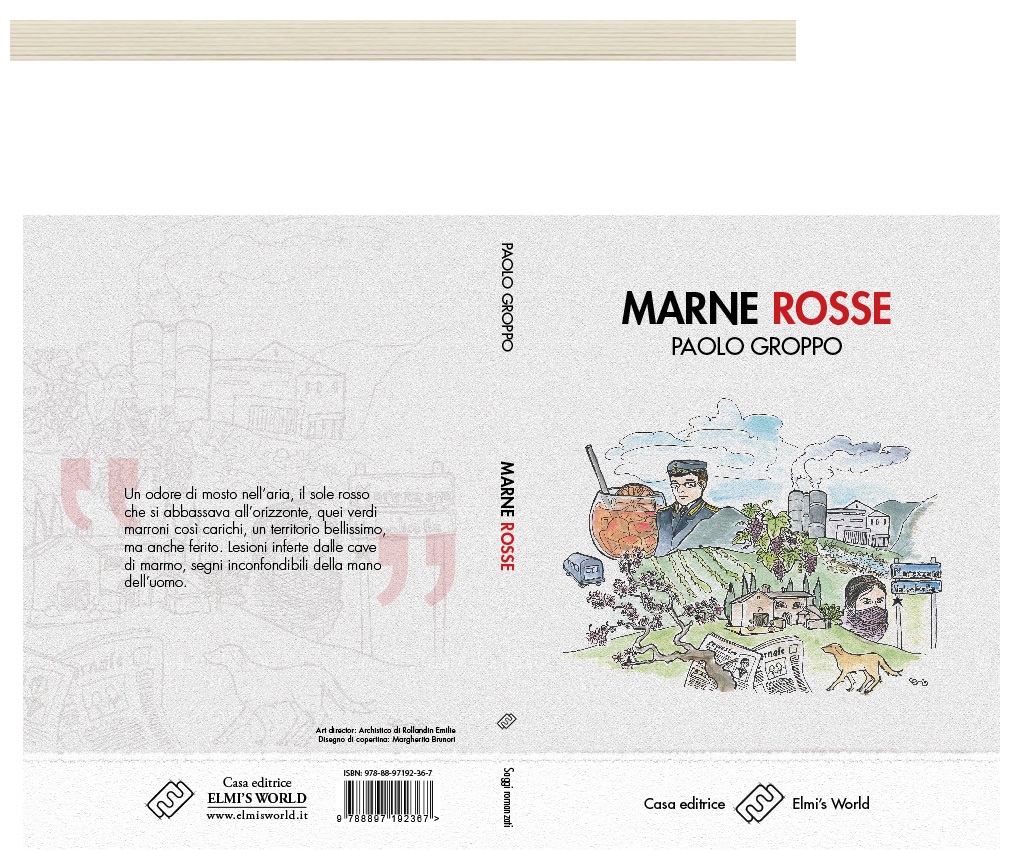 Un odore di mosto nell'aria, il sole rosso
che si abbassava all'orizzonte, quei verdi
marroni così carichi, un territorio bellissimo,
ma anche ferito. Lesioni inferte dalle cave
di marmo, segni inconfondibili della mano
dell'uomo.
Art director: Archistico di Rollandin Emilie
Disegno di copertina: Margherita Brunori
Casa editrice
ELMI'S WORLD
www.elmisworld.it
ISBN: 978-88-97192-36-7
9 788897 192367 >
PAOLO GROPPO
MARNE ROSSE
Saggi romanzati
MARNE ROSSE
PAOLO GROPPO
Casa editrice
Elmi's World